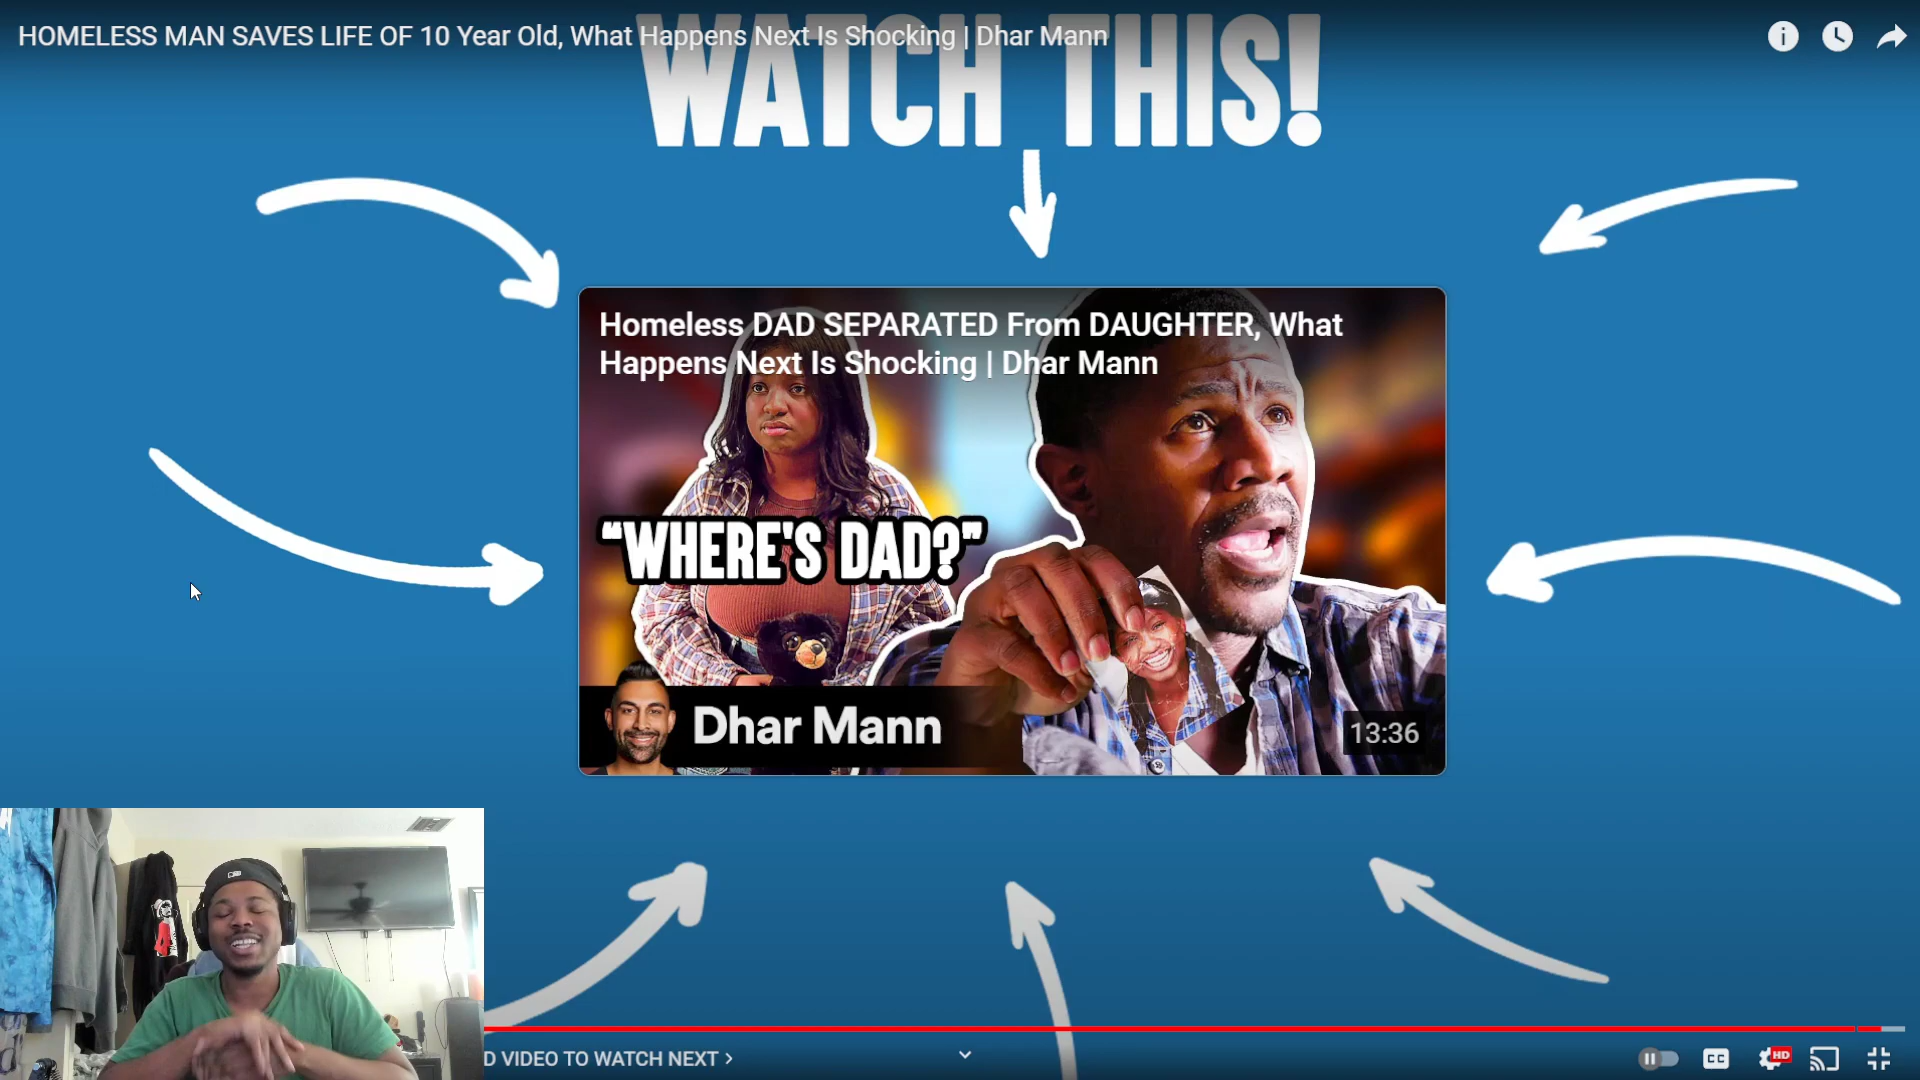 HOMELESS MAN SAVES LIFE OF 10 Year Old, What Happens Next Is Shocking | Dhar Mann
WATCH THIS!
Homeless DAD SEPARATED From DAUGHTER, What
Happens Next Is Shocking | Dhar Mann
“WHERE'S DAD?”
Dhar Mann
13:36
D VIDEO TO WATCH NEXT
CC
HD